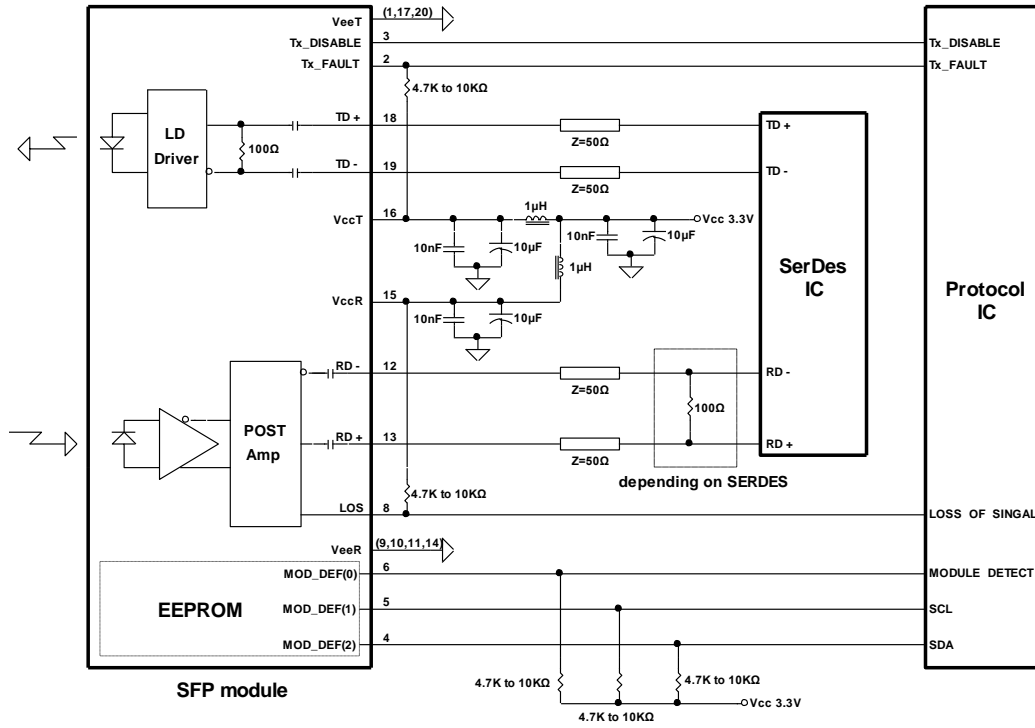 VeeT
(1,17,20)
Tx_DISABLE
3
Tx_DISABLE
Tx_FAULT
2
Tx_FAULT
4.7K to 10KΩ
LD
Driver
100Ω
TD +
18
Z=50Ω
TD +
TD -
19
Z=50Ω
TD -
VccT
16
1µH
Vcc 3.3V
10nF
10µF
10nF
10µF
1µH
SerDes
IC
Protocol
IC
VccR
15
10nF
10µF
RD -
12
Z=50Ω
RD -
100Ω
POST
Amp
RD +
13
Z=50Ω
RD +
depending on SERDES
4.7K to 10KΩ
LOS
8
LOSS OF SINGAL
VeeR
(9,10,11,14)
MOD_DEF(0)
6
MODULE DETECT
EEPROM
MOD_DEF(1)
5
SCL
MOD_DEF(2)
4
SDA
4.7K to 10KΩ
4.7K to 10KΩ
4.7K to 10KΩ
Vcc 3.3V
SFP module